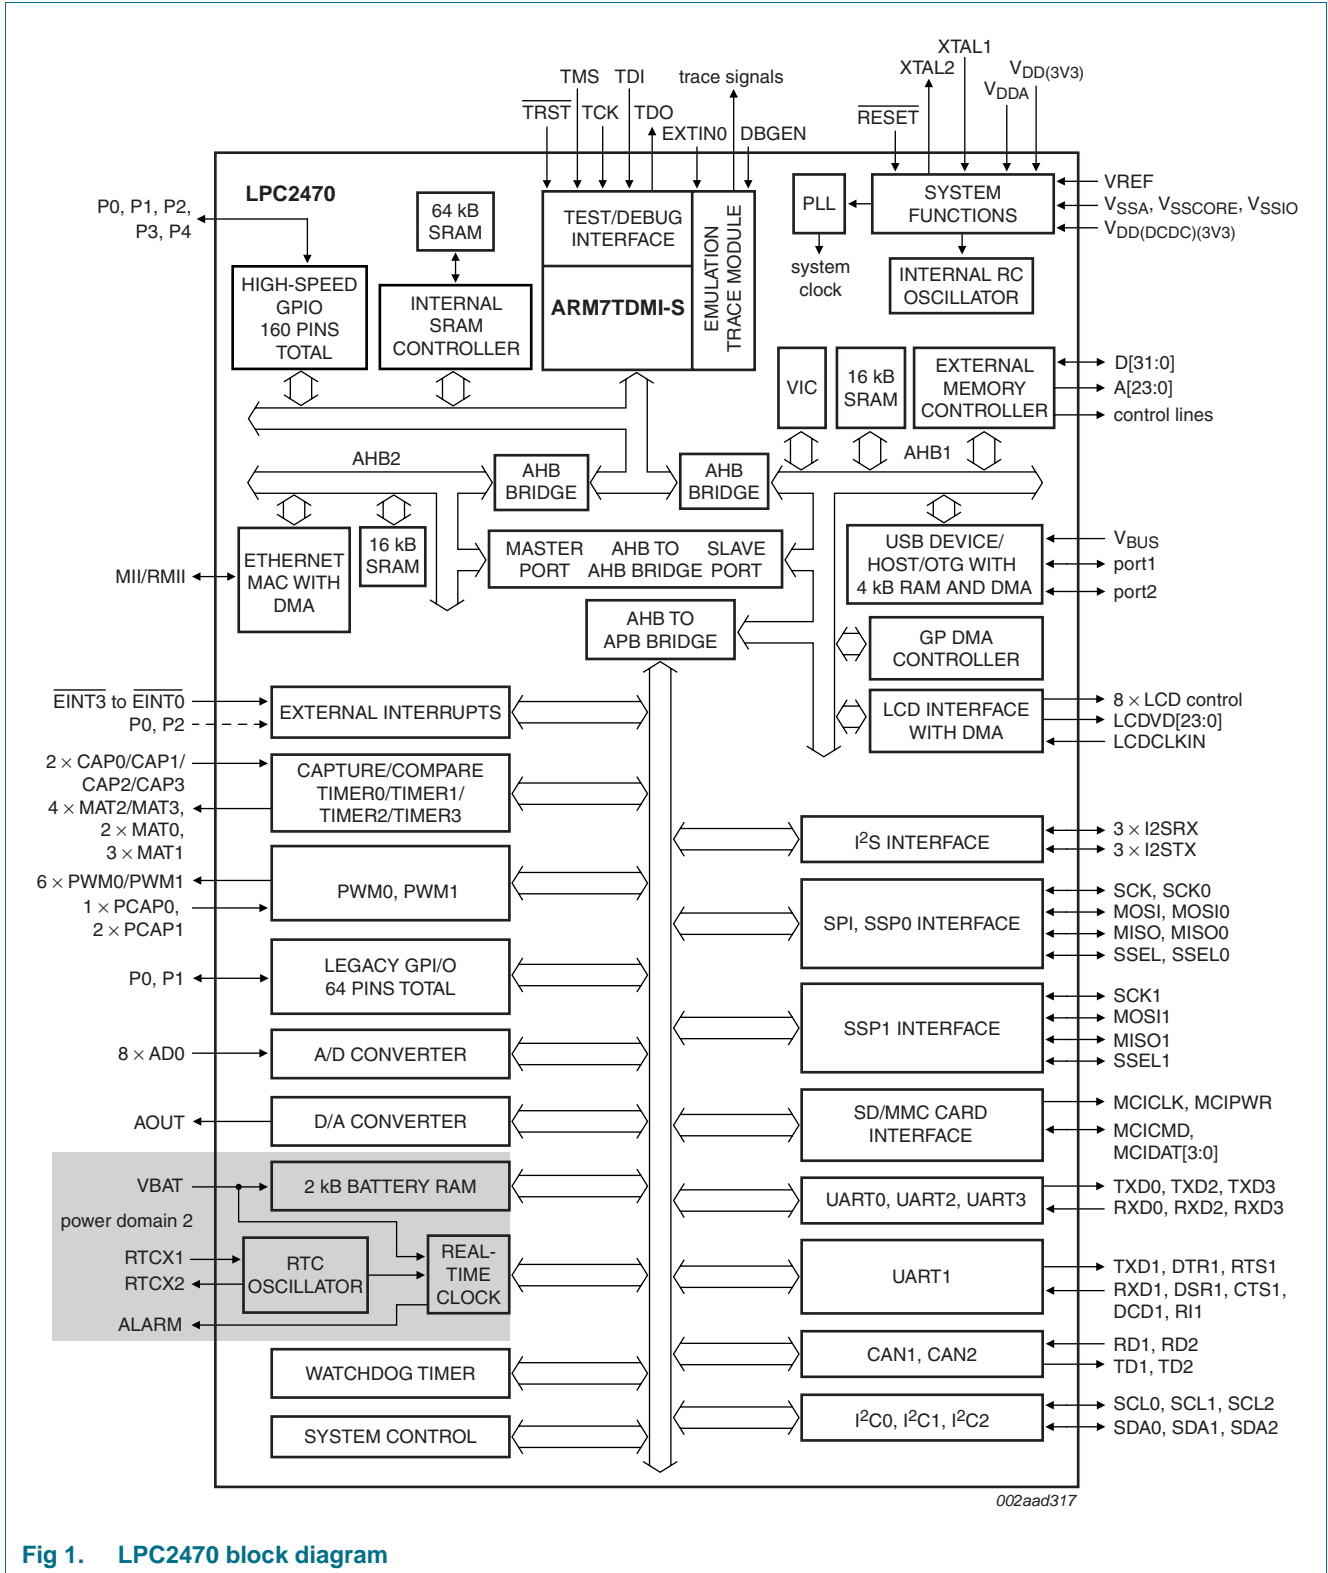 XTAL1
XTAL2
VDD(3V3)
VDDA
TMS TDI
trace signals
TRST TCK TDO
EXTIN0 DBGEN
RESET
LPC2470
P0, P1, P2,
P3, P4
64 kB
SRAM
TEST/DEBUG
INTERFACE
EMULATION
TRACE MODULE
PLL
SYSTEM
FUNCTIONS
VREF
VSSA, VSSCORE, VSSIO
VDD(DCDC)(3V3)
system
clock
INTERNAL RC
OSCILLATOR
HIGH-SPEED
GPIO
160 PINS
TOTAL
INTERNAL
SRAM
CONTROLLER
ARM7TDMI-S
VIC
16 kB
SRAM
EXTERNAL
MEMORY
CONTROLLER
D[31:0]
A[23:0]
control lines
AHB2
AHB
BRIDGE
AHB
BRIDGE
AHB1
ETHERNET
MAC WITH
DMA
16 kB
SRAM
MII/RMII
MASTER AHB TO SLAVE
PORT AHB BRIDGE PORT
USB DEVICE/
HOST/OTG WITH
4 kB RAM AND DMA
VBUS
port1
port2
AHB TO
APB BRIDGE
GP DMA
CONTROLLER
LCD INTERFACE
WITH DMA
8 × LCD control
LCDVD[23:0]
LCDCLKIN
EINT3 to EINT0
P0, P2
EXTERNAL INTERRUPTS
2 × CAP0/CAP1/
CAP2/CAP3
4 × MAT2/MAT3,
2 × MAT0,
3 × MAT1
CAPTURE/COMPARE
TIMER0/TIMER1/
TIMER2/TIMER3
I2S INTERFACE
3 × I2SRX
3 × I2STX
6 × PWM0/PWM1
1 × PCAP0,
2 × PCAP1
PWM0, PWM1
SPI, SSP0 INTERFACE
SCK, SCK0
MOSI, MOSI0
MISO, MISO0
SSEL, SSEL0
P0, P1
LEGACY GPI/O
64 PINS TOTAL
SSP1 INTERFACE
SCK1
MOSI1
MISO1
SSEL1
8 × AD0
A/D CONVERTER
AOUT
D/A CONVERTER
SD/MMC CARD
INTERFACE
MCICLK, MCIPWR
MCICMD,
MCIDAT[3:0]
VBAT
2 kB BATTERY RAM
power domain 2
UART0, UART2, UART3
TXD0, TXD2, TXD3
RXD0, RXD2, RXD3
RTCX1
RTCX2
RTC
OSCILLATOR
REAL-
TIME
CLOCK
ALARM
UART1
TXD1, DTR1, RTS1
RXD1, DSR1, CTS1,
DCD1, RI1
WATCHDOG TIMER
CAN1, CAN2
RD1, RD2
TD1, TD2
SYSTEM CONTROL
I2C0, I2C1, I2C2
SCL0, SCL1, SCL2
SDA0, SDA1, SDA2
002aad317
Fig 1. LPC2470 block diagram